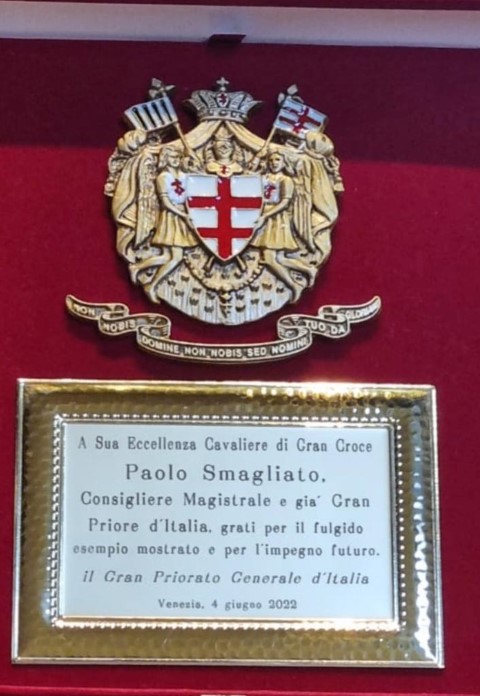 NON NOBIS DOMINE NON NOBIS SED NOMINI TUO DA GLORIAM
A Sua Eccellenza Cavaliere di Gran Croce
Paolo Smagliato,
Consigliere Magistrale e gia' Gran
Priore d'Italia, grati per il fulgido
esempio mostrato e per l'impegno futuro.
il Gran Priorato Generale d'Italia
Venezia, 4 giugno 2022